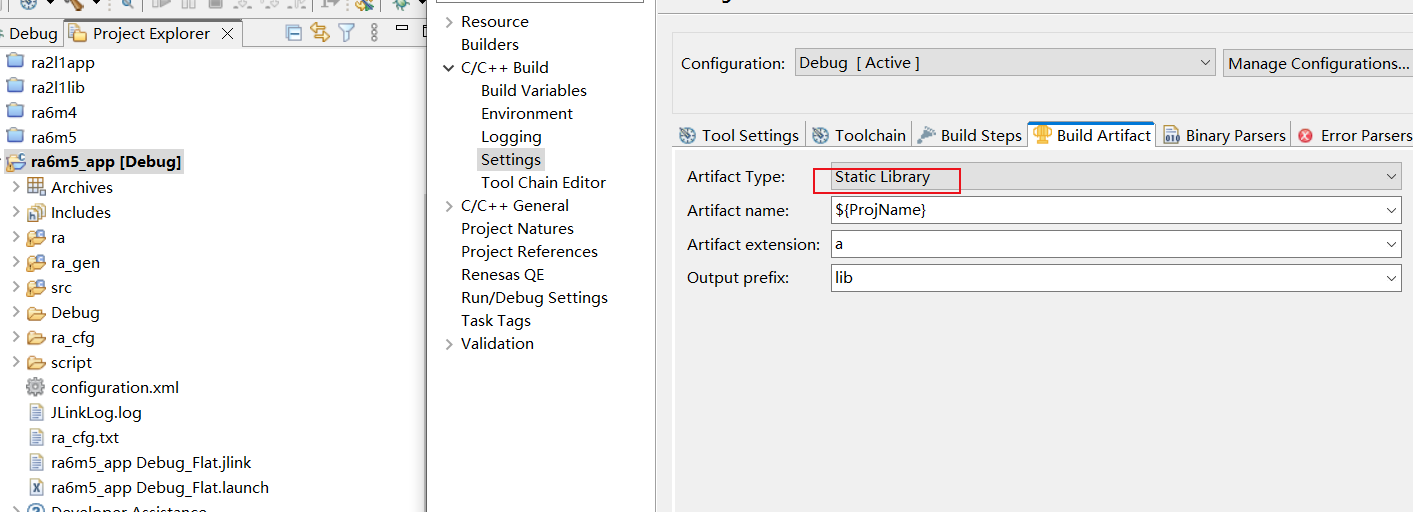 Debug
Project Explorer
ra2l1app
ra2l1lib
ra6m4
ra6m5
ra6m5_app [Debug]
Archives
Includes
ra
ra_gen
src
Debug
ra_cfg
script
configuration.xml
JLinkLog.log
ra_cfg.txt
ra6m5_app Debug_Flat.jlink
ra6m5_app Debug_Flat.launch
Developer Assistance
Resource
Builders
C/C++ Build
Build Variables
Environment
Logging
Settings
Tool Chain Editor
C/C++ General
Project Natures
Project References
Renesas QE
Run/Debug Settings
Task Tags
Validation
Configuration: Debug [ Active ] Manage Configurations...
Tool Settings Toolchain Build Steps Build Artifact Binary Parsers Error Parsers
Artifact Type: Static Library
Artifact name: ${ProjName}
Artifact extension: a
Output prefix: lib